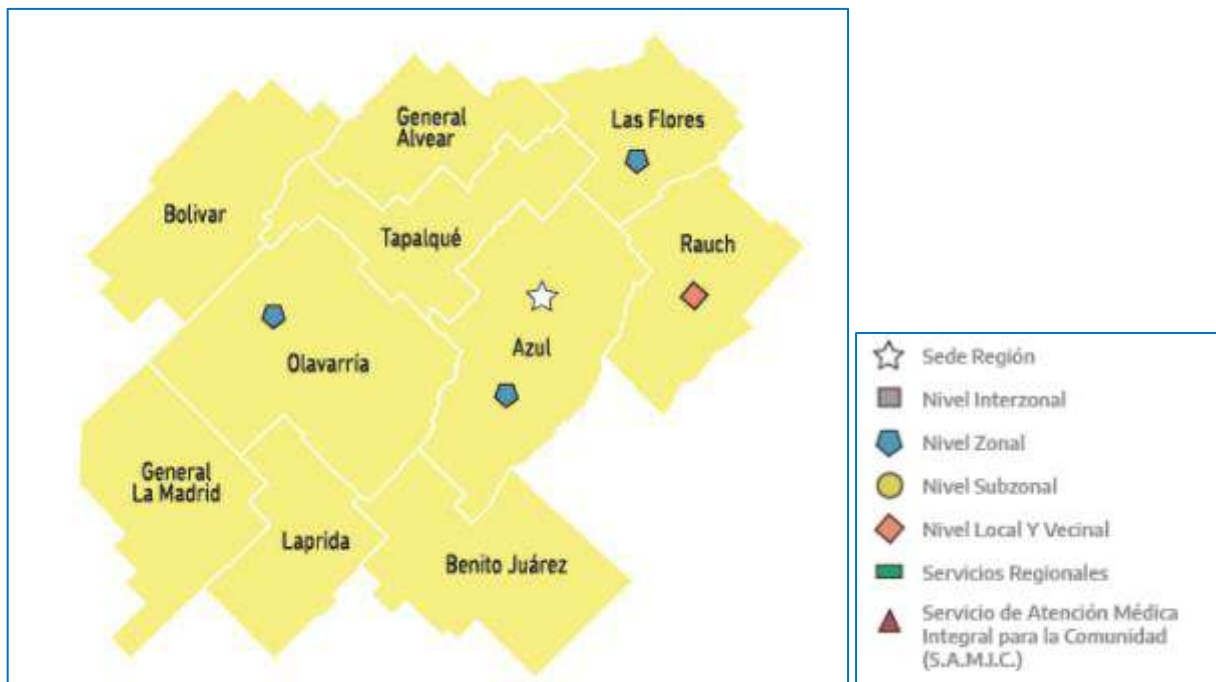 General
Alvear
Las Flores
Bolivar
Tapalqué
Rauch
Azul
Olavarría
General
La Madrid
Laprida
Benito Juárez
Sede Región
Nivel Interzonal
Nivel Zonal
Nivel Subzonal
Nivel Local Y Vecinal
Servicios Regionales
Servicio de Atención Médica
Integral para la Comunidad
(S.A.M.I.C.)